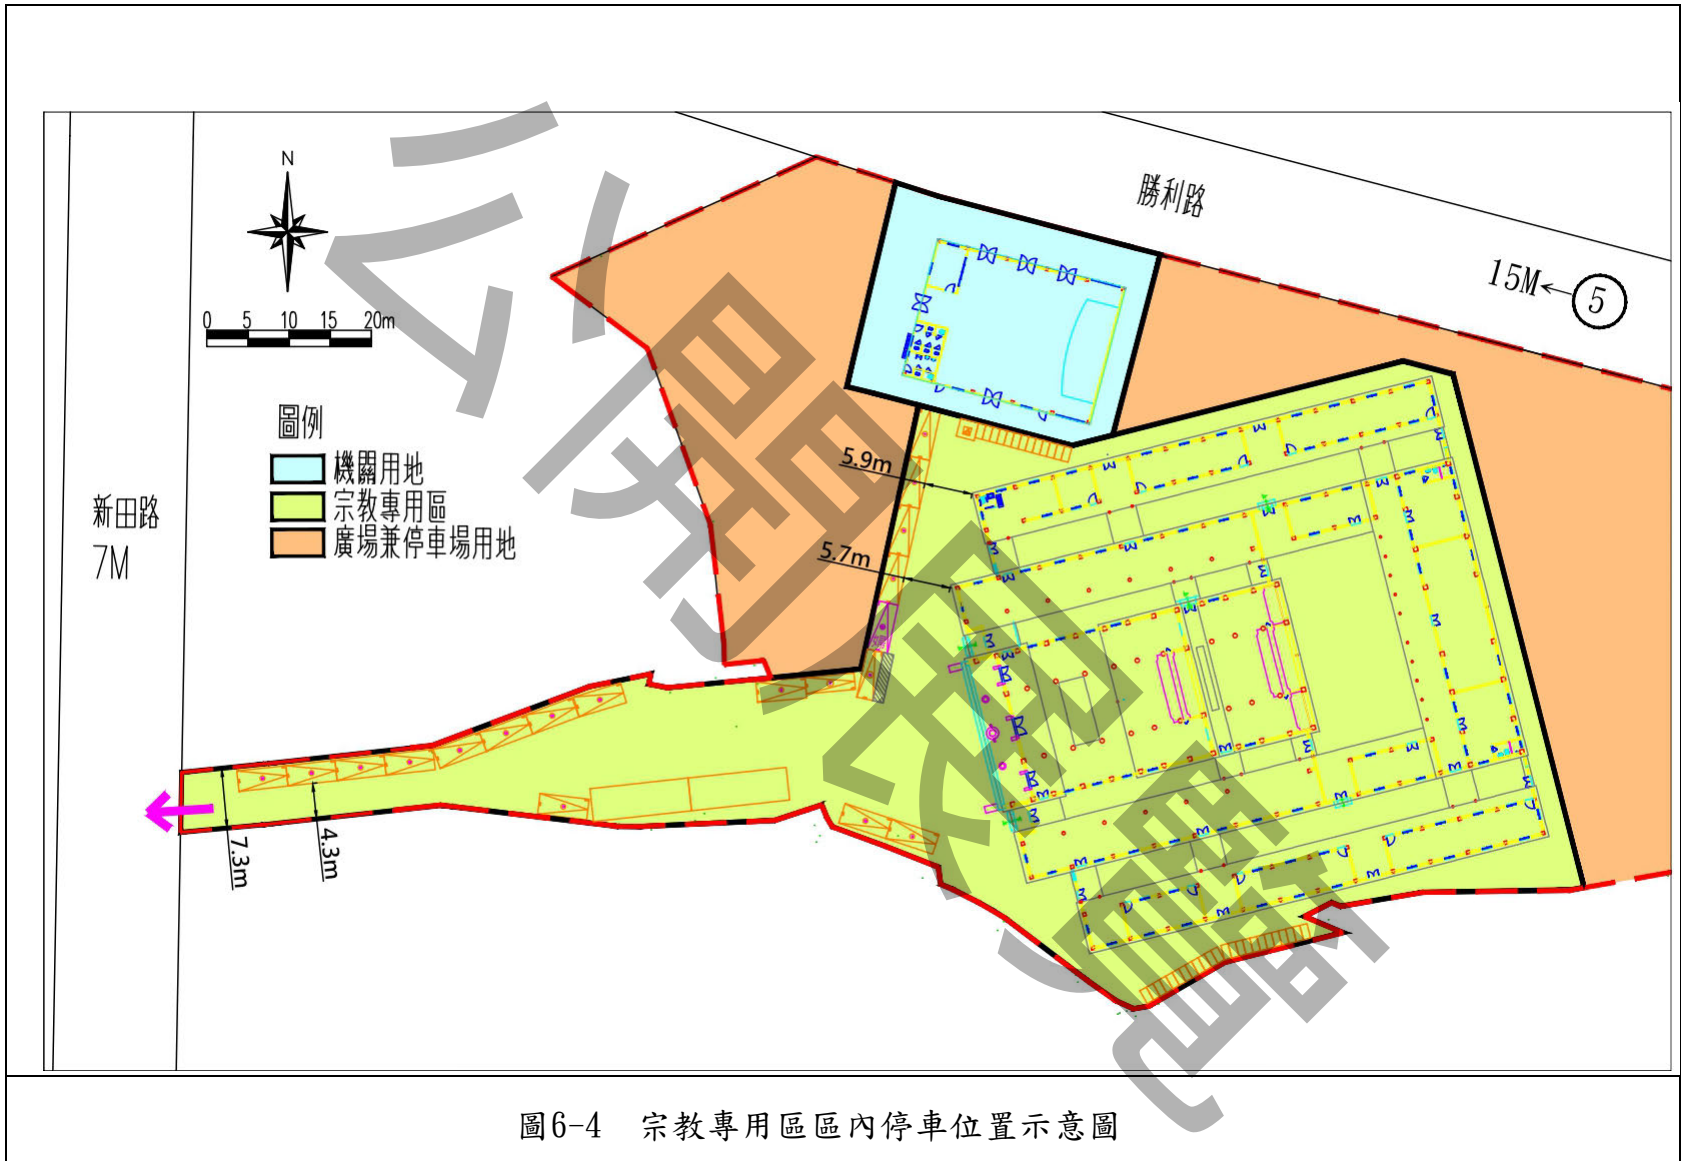 N
勝利路
15M
5
0 5 10 15 20m
圖例
機關用地
宗教專用區
廣場兼停車場用地
新田路
7M
5.9m
5.7m
7.3m
4.3m
公開閱覽
圖6-4 宗教專用區區內停車位置示意圖